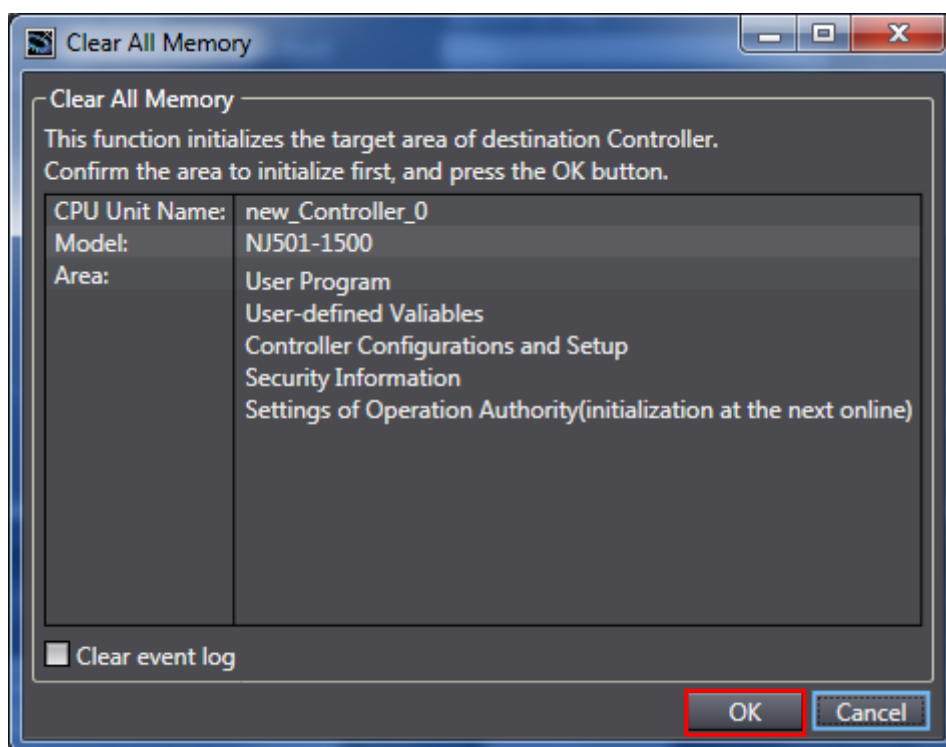 Clear All Memory
Clear All Memory
This function initializes the target area of destination Controller.
Confirm the area to initialize first, and press the OK button.
CPU Unit Name: new_Controller_0
Model: NJ501-1500
Area: User Program
User-defined Valiables
Controller Configurations and Setup
Security Information
Settings of Operation Authority(initialization at the next online)
Clear event log
OK Cancel